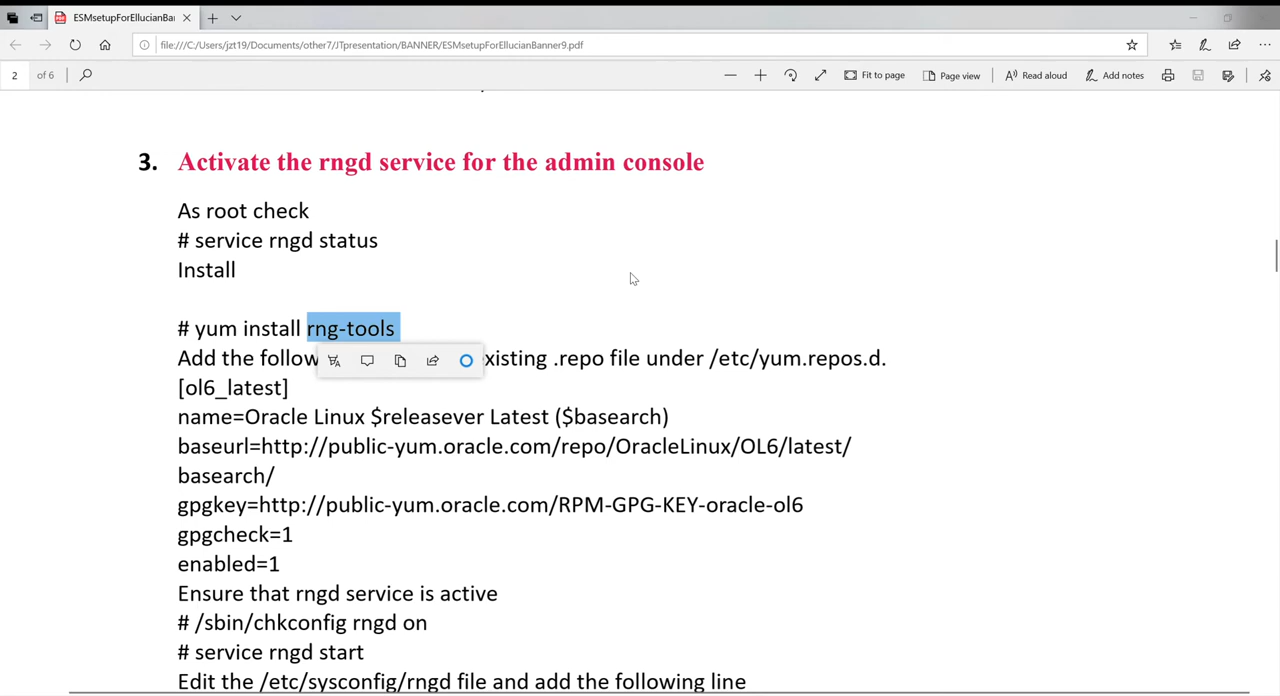 ESMsetupForEllucianBai
file:///C:/Users/jzt19/Documents/other7/JTpresentation/BANNER/ESMsetupForEllucianBanner9.pdf
2 of 6 Fit to page Page view Read aloud Add notes
3. Activate the rngd service for the admin console
As root check
# service rngd status
Install
# yum install rng-tools
Add the follow xisting .repo file under /etc/yum.repos.d.
[ol6_latest]
name=Oracle Linux $releasever Latest ($basearch)
baseurl=http://public-yum.oracle.com/repo/OracleLinux/OL6/latest/
basearch/
gpgkey=http://public-yum.oracle.com/RPM-GPG-KEY-oracle-ol6
gpgcheck=1
enabled=1
Ensure that rngd service is active
# /sbin/chkconfig rngd on
# service rngd start
Edit the /etc/sysconfig/rngd file and add the following line